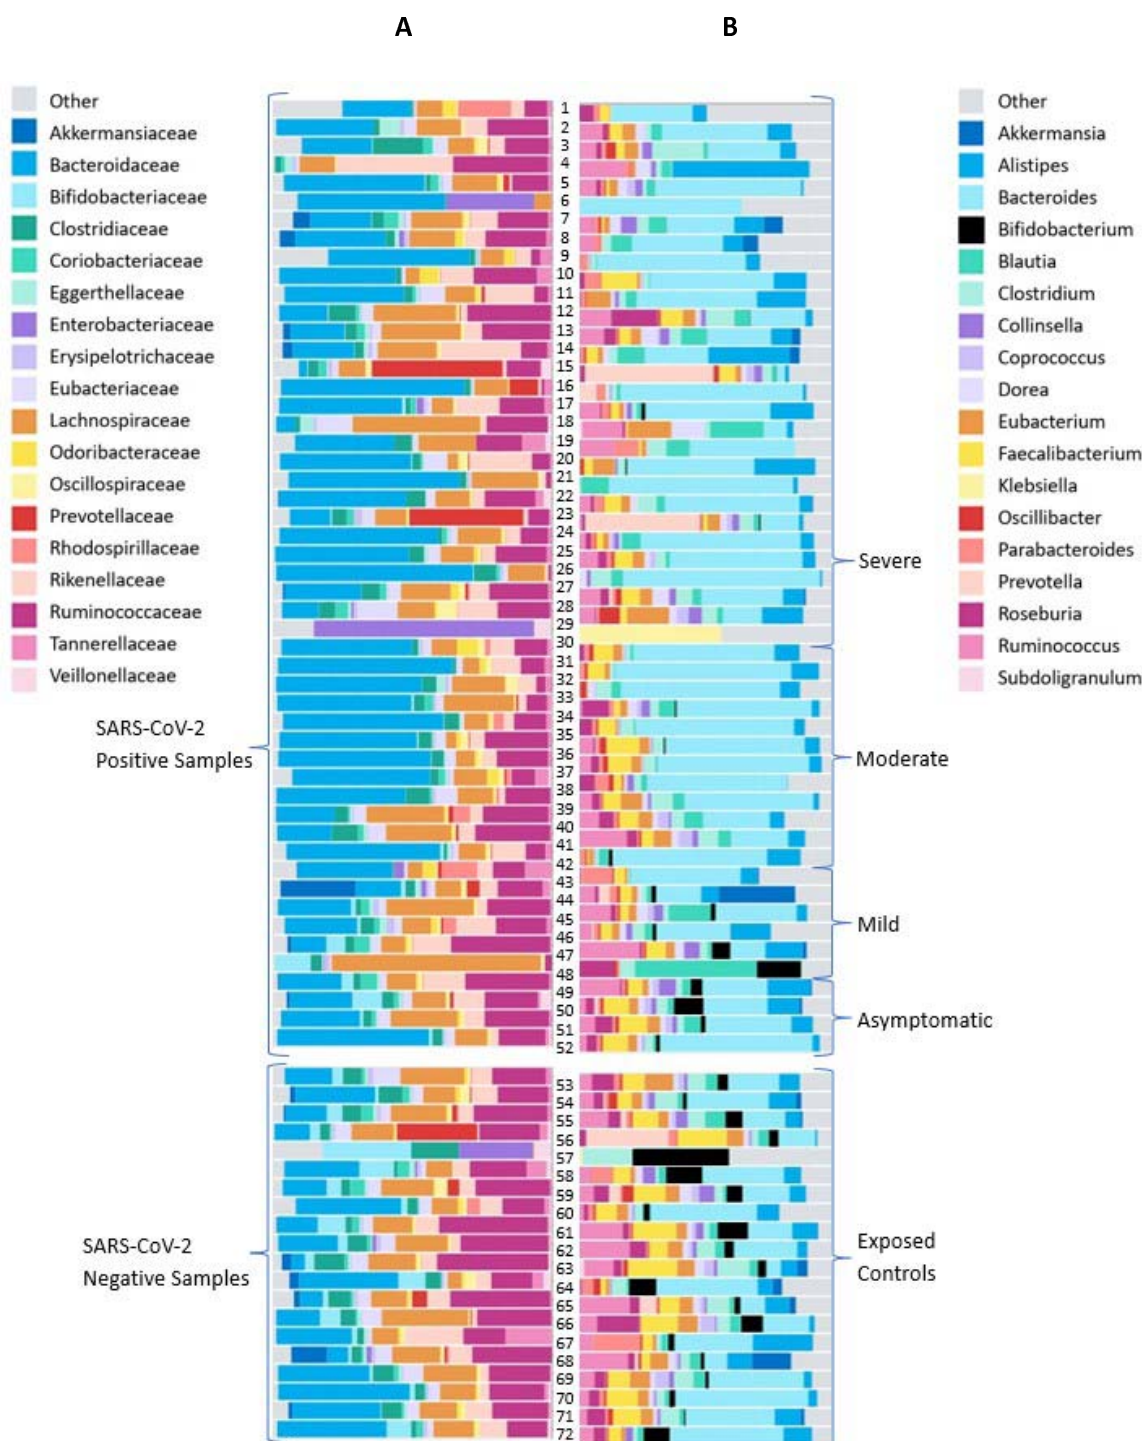 A
B
Other
Akkermansiaceae
Bacteroidaceae
Bifidobacteriaceae
Clostridiaceae
Coriobacteriaceae
Eggerthellaceae
Enterobacteriaceae
Erysipelotrichaceae
Eubacteriaceae
Lachnospiraceae
Odoribacteraceae
Oscillospiraceae
Prevotellaceae
Rhodospirillaceae
Rikenellaceae
Ruminococcaceae
Tannerellaceae
Veillonellaceae
SARS-CoV-2
Positive Samples
SARS-CoV-2
Negative Samples
1
2
3
4
5
6
7
8
9
10
11
12
13
14
15
16
17
18
19
20
21
22
23
24
25
26
27
28
29
30
31
32
33
34
35
36
37
38
39
40
41
42
43
44
45
46
47
48
49
50
51
52
53
54
55
56
57
58
59
60
61
62
63
64
65
66
67
68
69
70
71
72
Severe
Moderate
Mild
Asymptomatic
Exposed
Controls
Other
Akkermansia
Alistipes
Bacteroides
Bifidobacterium
Blautia
Clostridium
Collinsella
Coprococcus
Dorea
Eubacterium
Faecalibacterium
Klebsiella
Oscillibacter
Parabacteroides
Prevotella
Roseburia
Ruminococcus
Subdoligranulum